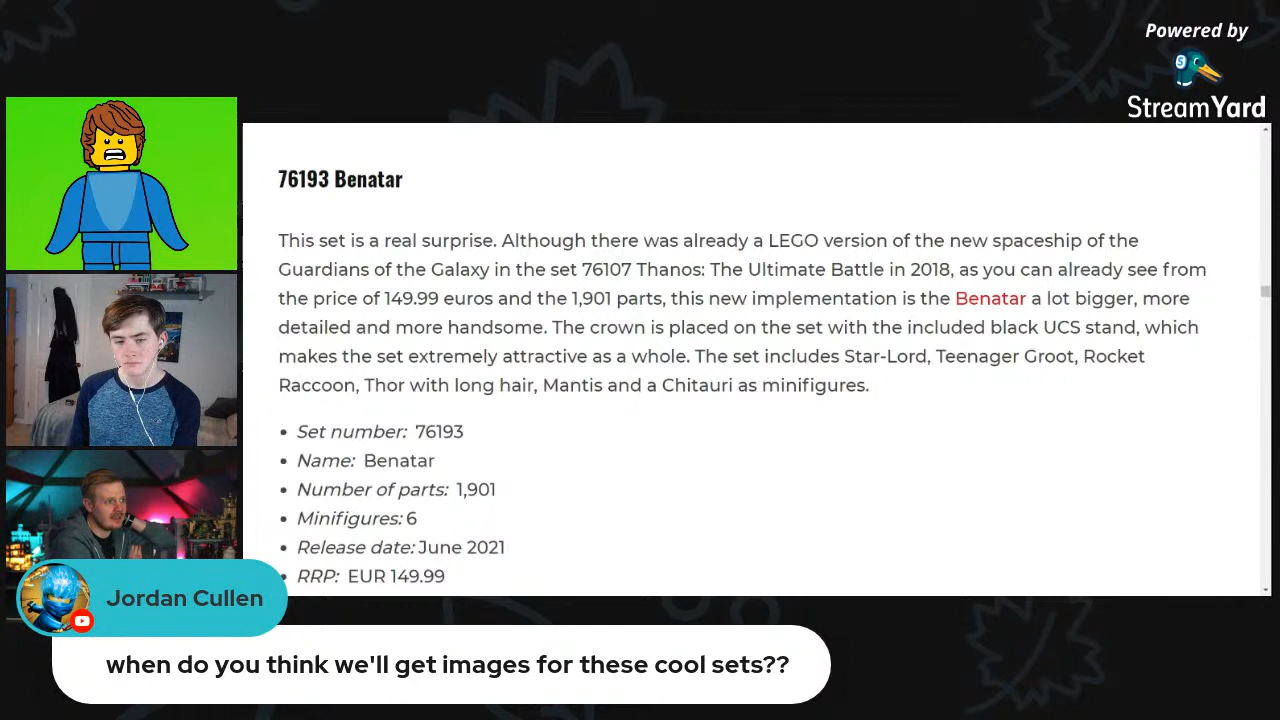 Powered by
StreamYard
76193 Benatar
This set is a real surprise. Although there was already a LEGO version of the new spaceship of the
Guardians of the Galaxy in the set 76107 Thanos: The Ultimate Battle in 2018, as you can already see from
the price of 149.99 euros and the 1,901 parts, this new implementation is the Benatar a lot bigger, more
detailed and more handsome. The crown is placed on the set with the included black UCS stand, which
makes the set extremely attractive as a whole. The set includes Star-Lord, Teenager Groot, Rocket
Raccoon, Thor with long hair, Mantis and a Chitauri as minifigures.
• Set number: 76193
• Name: Benatar
• Number of parts: 1,901
• Minifigures: 6
• Release date: June 2021
• RRP: EUR 149.99
Jordan Cullen
when do you think we'll get images for these cool sets??